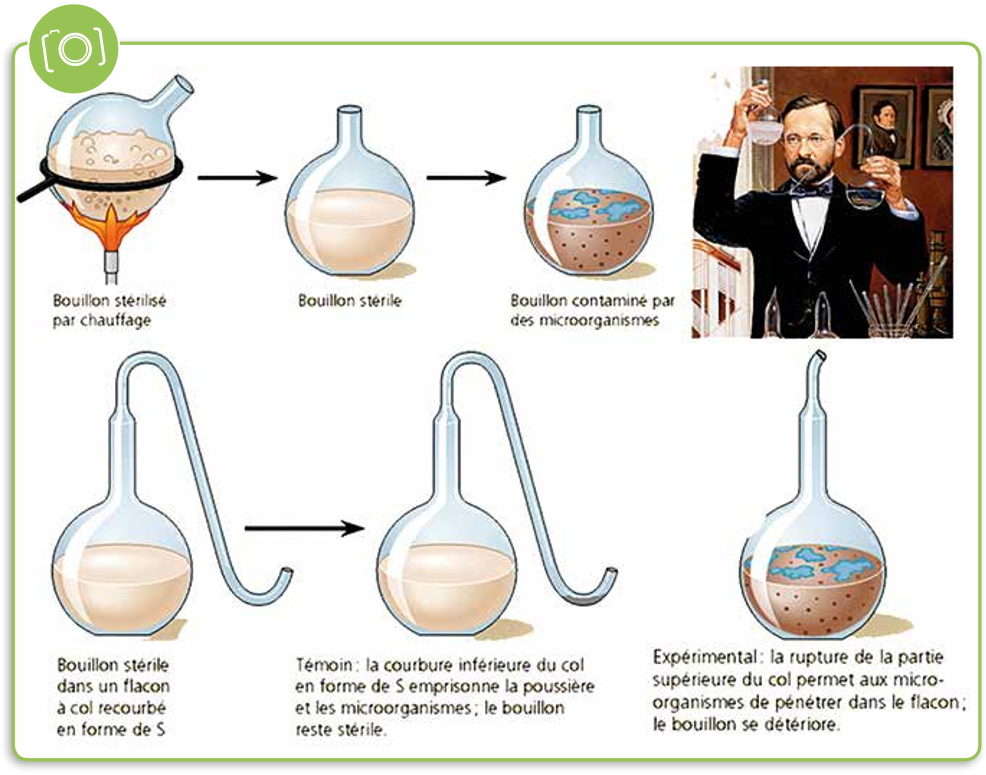 Bouillon stérilisé
par chauffage
Bouillon stérile
Bouillon contaminé par
des microorganismes
Bouillon stérile
dans un flacon
à col recourbé
en forme de S
Témoin : la courbure inférieure du col
en forme de S emprisonne la poussière
et les microorganismes ; le bouillon
reste stérile.
Expérimental : la rupture de la partie
supérieure du col permet aux micro-
organismes de pénétrer dans le flacon ;
le bouillon se détériore.